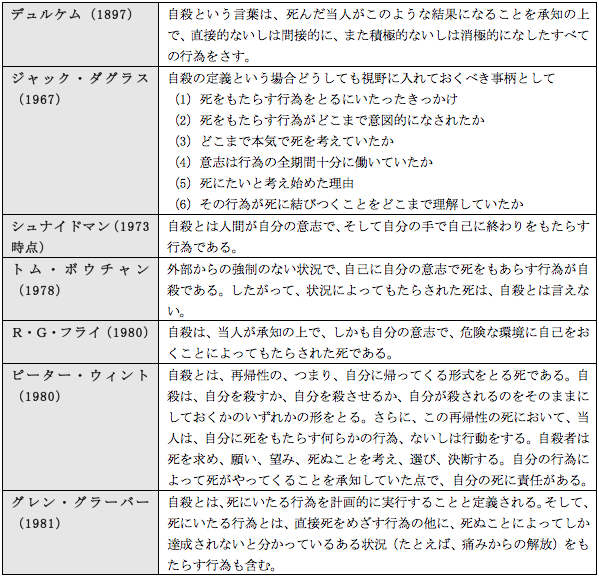 デュルケム（1897）
自殺という言葉は、死んだ当人がこのような結果になることを承知の上
で、直接的ないしは間接的に、また積極的ないしは消極的になしたすべて
の行為をさす。
ジャック・ダグラス
（1967）
自殺の定義という場合どうしても視野に入れておくべき事柄として
（1）死をもたらす行為をとるにいたったきっかけ
（2）死をもたらす行為がどこまで意図的になされたか
（3）どこまで本気で死を考えていたか
（4）意志は行為の全期間十分に働いていたか
（5）死にたいと考え始めた理由
（6）その行為が死に結びつくことをどこまで理解していたか
シュナイドマン（1973
時点）
自殺とは人間が自分の意志で、そして自分の手で自己に終わりをもたらす
行為である。
トム・ボウチャン
（1978）
外部からの強制のない状況で、自己に自分の意志で死をもあらす行為が自
殺である。したがって、状況によってもたらされた死は、自殺とは言えな
い。
R・G・フライ（1980）
自殺は、当人が承知の上で、しかも自分の意志で、危険な環境に自己をお
くことによってもたらされた死である。
ピーター・ウィント
（1980）
自殺とは、再帰性の、つまり、自分に帰ってくる形式をとる死である。自
殺は、自分を殺すか、自分を殺させるか、自分が殺されるのをそのままに
しておくかのいずれかの形をとる。さらに、この再帰性の死において、当
人は、自分に死をもたらす何らかの行為、ないしは行動をする。自殺者は
死を求め、願い、望み、死ぬことを考え、選び、決断する。自分の行為に
よって死がやってくることを承知していた点で、自分の死に責任がある。
グレン・グラーバー
（1981）
自殺とは、死にいたる行為を計画的に実行することと定義される。そして、
死にいたる行為とは、直接死をめざす行為の他に、死ぬことによってしか
達成されないと分かっているある状況（たとえば、痛みからの解放）をも
たらす行為も含む。